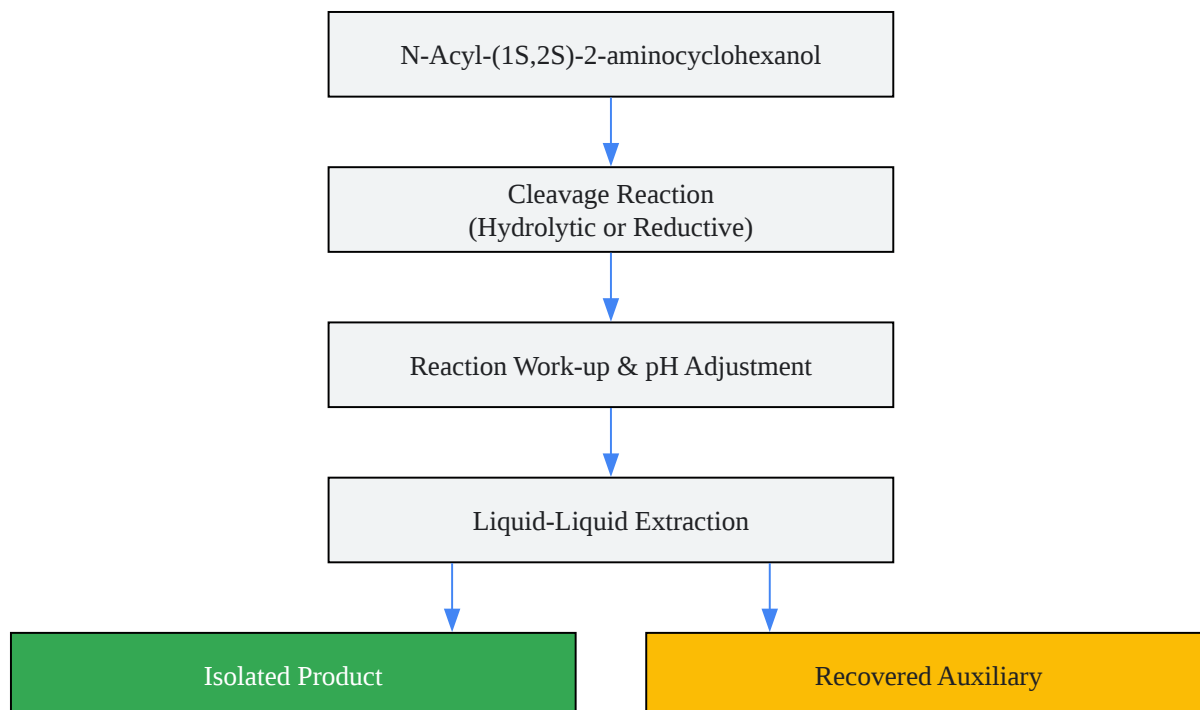 N-Acyl-(1S,2S)-2-aminocyclohexanol
Cleavage Reaction
(Hydrolytic or Reductive)
Reaction Work-up & pH Adjustment
Liquid-Liquid Extraction
Isolated Product
Recovered Auxiliary